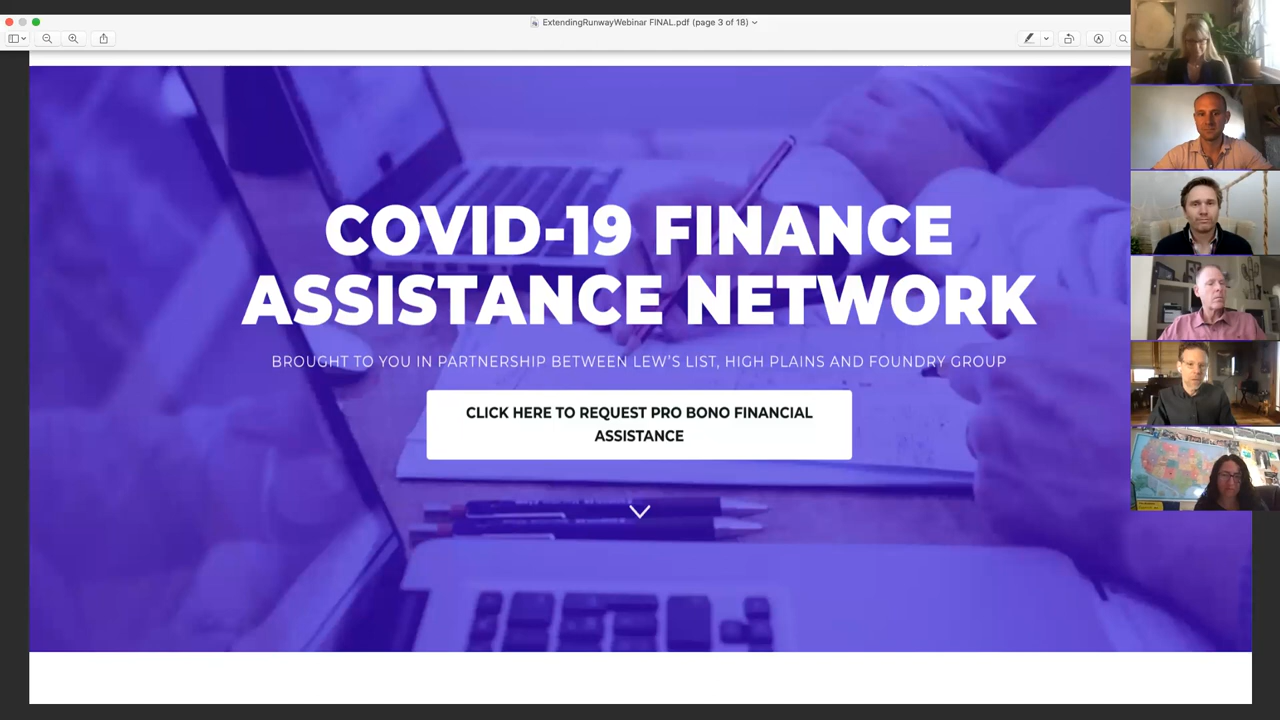 ExtendingRunwayWebinar FINAL.pdf (page 3 of 18)
COVID-19 FINANCE
ASSISTANCE NETWORK
BROUGHT TO YOU IN PARTNERSHIP BETWEEN LEW'S LIST, HIGH PLAINS AND FOUNDRY GROUP
CLICK HERE TO REQUEST PRO BONO FINANCIAL
ASSISTANCE